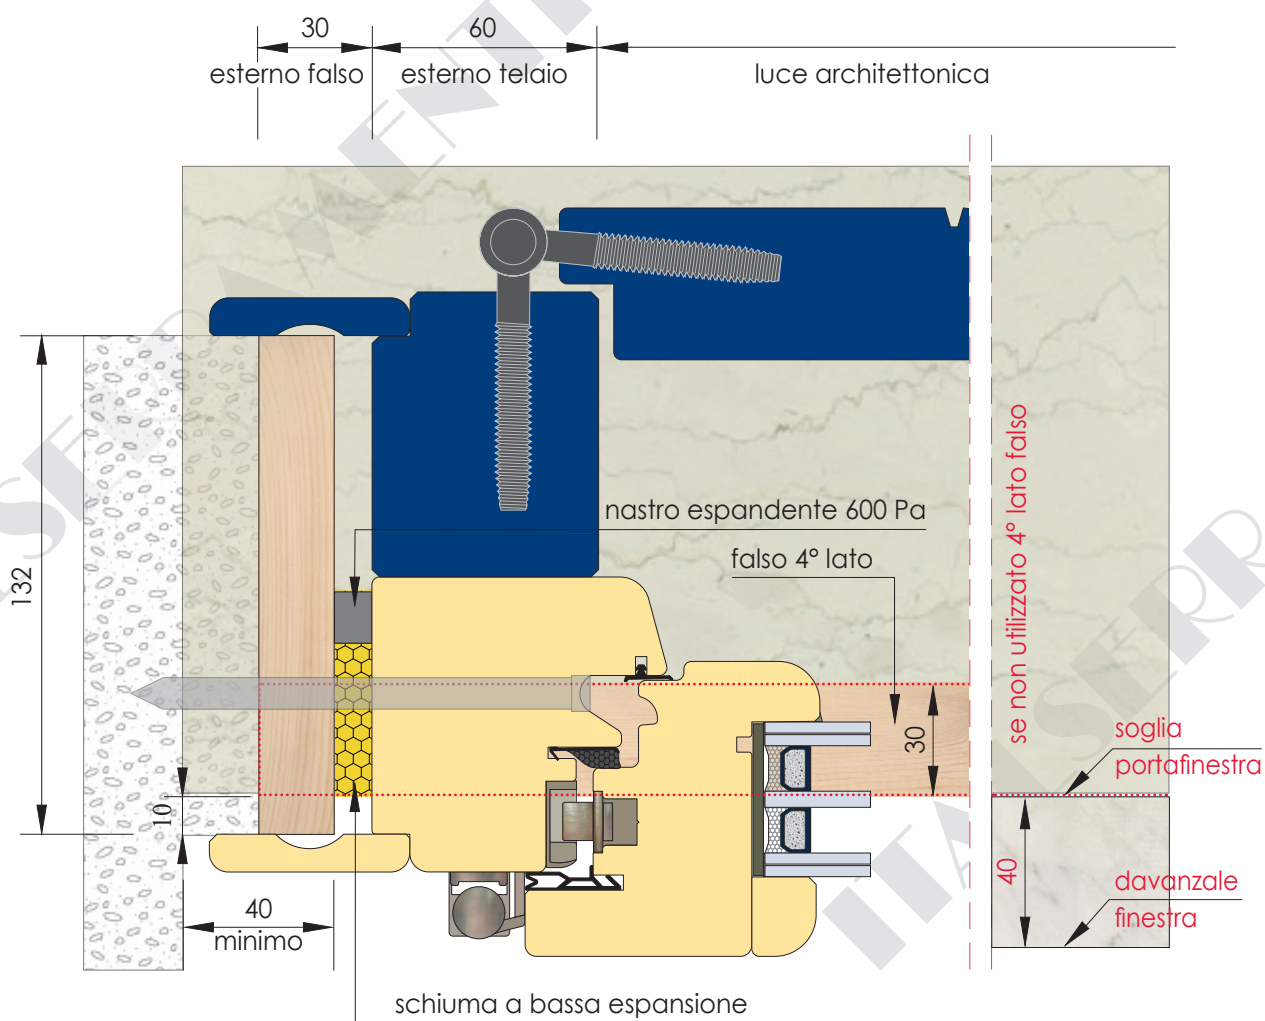 30
60
esterno falso
esterno telaio
luce architettonica
nastro espandente 600 Pa
falso 4° lato
se non utilizzato 4° lato falso
132
30
soglia
portafinestra
10
40
davanzale
finestra
40
minimo
schiuma a bassa espansione